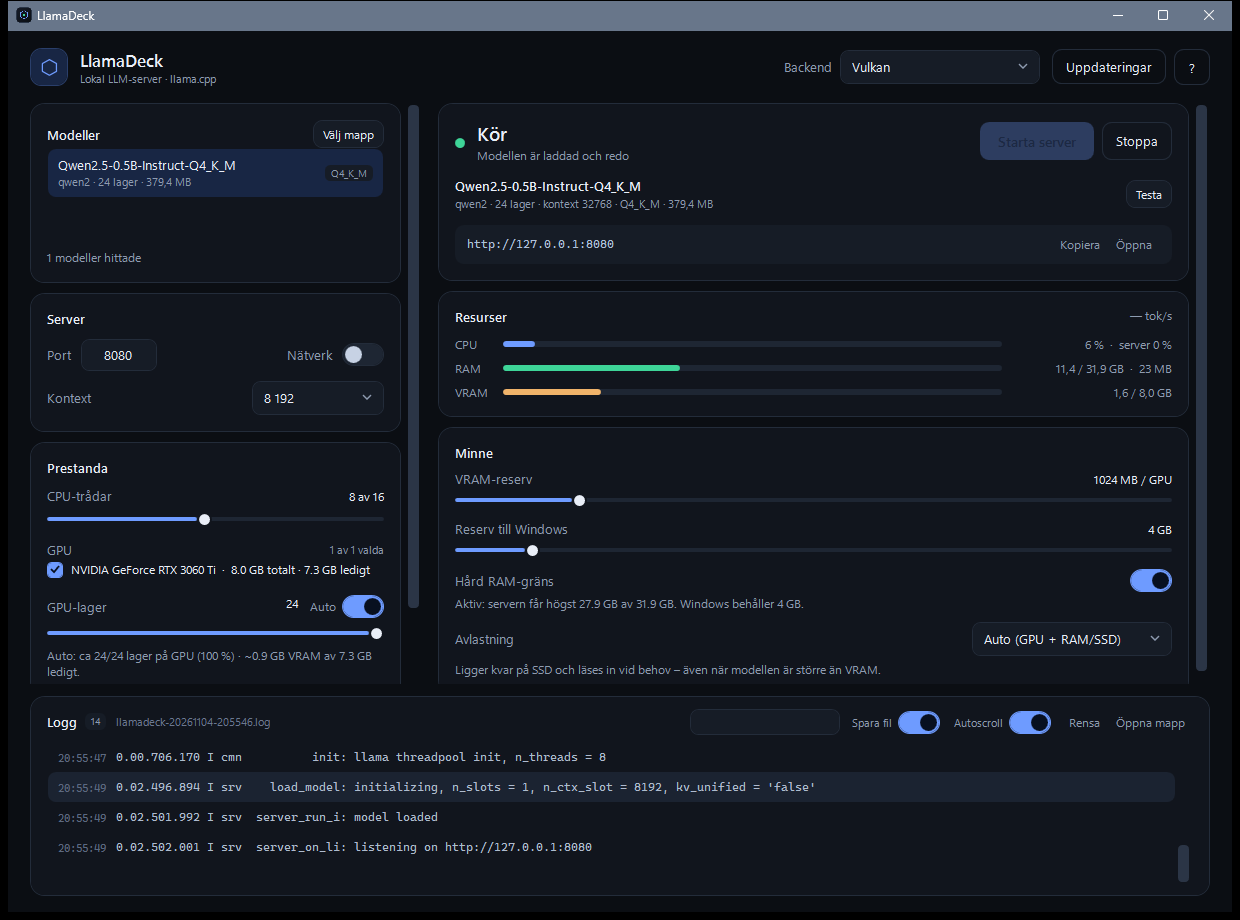 LlamaDeck
LlamaDeck
Lokal LLM-server · llama.cpp
Backend
Vulkan
Uppdateringar
?
Modeller
Välj mapp
Qwen2.5-0.5B-Instruct-Q4_K_M
qwen2 · 24 lager · 379,4 MB
Q4_K_M
1 modeller hittade
Server
Port
8080
Nätverk
Kontext
8 192
Prestanda
CPU-trådar
8 av 16
GPU
1 av 1 valda
NVIDIA GeForce RTX 3060 Ti · 8.0 GB totalt · 7.3 GB ledigt
GPU-lager
24
Auto
Auto: ca 24/24 lager på GPU (100 %) · ~0.9 GB VRAM av 7.3 GB
ledigt.
Kör
Modellen är laddad och redo
Starta server
Stoppa
Qwen2.5-0.5B-Instruct-Q4_K_M
qwen2 · 24 lager · kontext 32768 · Q4_K_M · 379,4 MB
Testa
http://127.0.0.1:8080
Kopiera
Öppna
Resurser
— tok/s
CPU
6 % · server 0 %
RAM
11,4 / 31,9 GB · 23 MB
VRAM
1,6 / 8,0 GB
Minne
VRAM-reserv
1024 MB / GPU
Reserv till Windows
4 GB
Hård RAM-gräns
Aktiv: servern får högst 27.9 GB av 31.9 GB. Windows behåller 4 GB.
Avlastning
Auto (GPU + RAM/SSD)
Ligger kvar på SSD och läses in vid behov – även när modellen är större än VRAM.
Logg
14
llamadeck-20261104-205546.log
Spara fil
Autoscroll
Rensa
Öppna mapp
20:55:47 0.00.706.170 I cmn init: llama threadpool init, n_threads = 8
20:55:49 0.02.496.894 I srv load_model: initializing, n_slots = 1, n_ctx_slot = 8192, kv_unified = 'false'
20:55:49 0.02.501.992 I srv server_run_i: model loaded
20:55:49 0.02.502.001 I srv server_on_li: listening on http://127.0.0.1:8080